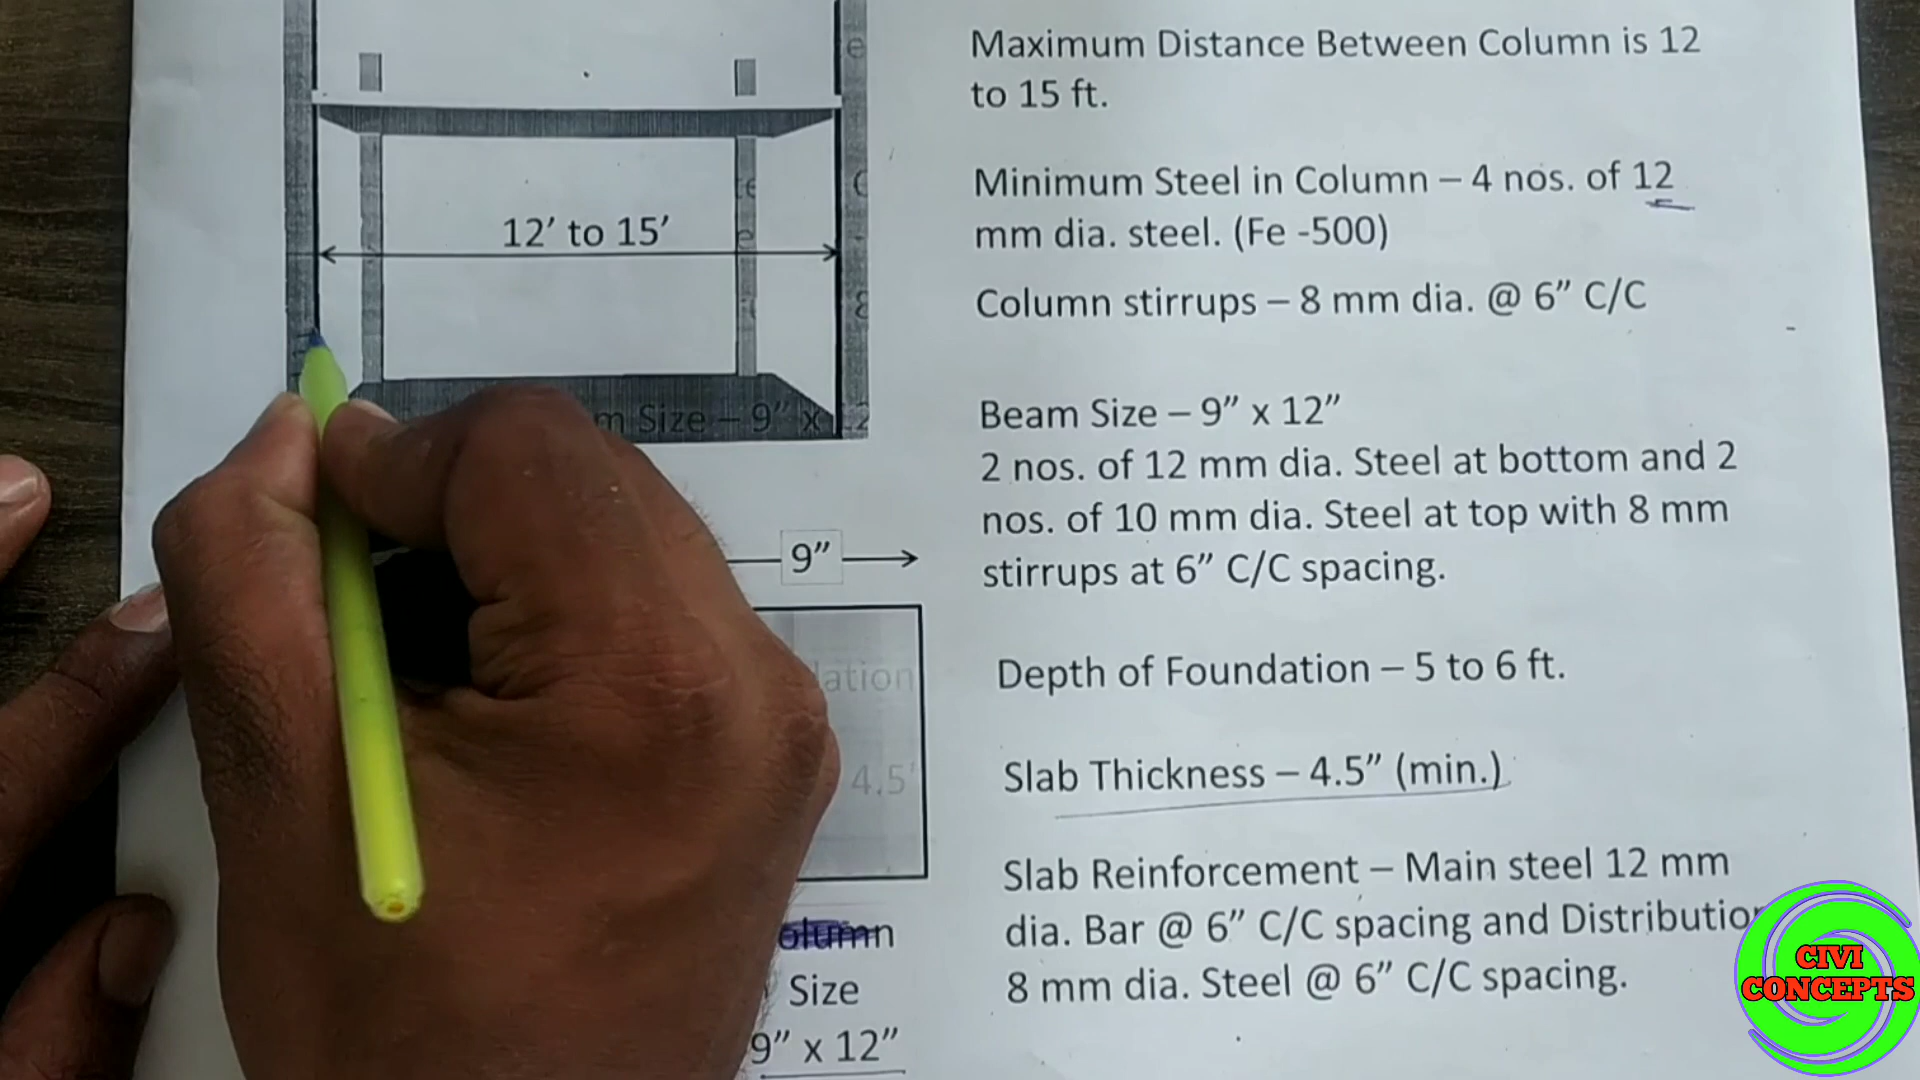 12’ to 15’
m Size – 9” x 12
9”
lation
4.5’
olumn
Size
9” x 12”
Maximum Distance Between Column is 12
to 15 ft.
Minimum Steel in Column – 4 nos. of 12
mm dia. steel. (Fe -500)
Column stirrups – 8 mm dia. @ 6” C/C
Beam Size – 9” x 12”
2 nos. of 12 mm dia. Steel at bottom and 2
nos. of 10 mm dia. Steel at top with 8 mm
stirrups at 6” C/C spacing.
Depth of Foundation – 5 to 6 ft.
Slab Thickness – 4.5” (min.)
Slab Reinforcement – Main steel 12 mm
dia. Bar @ 6” C/C spacing and Distributio
8 mm dia. Steel @ 6” C/C spacing.
CIVI
CONCEPTS